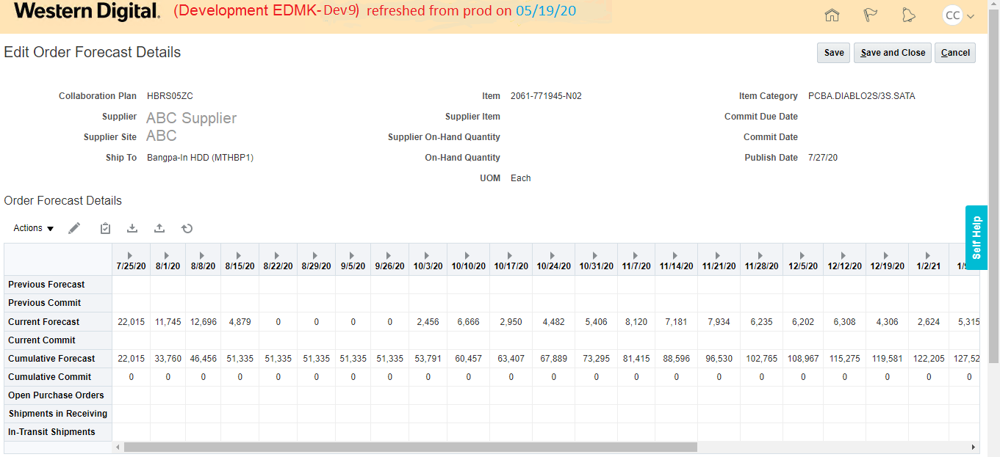 Western Digital. (Development EDMK-Dev9) refreshed from prod on 05/19/20 CC
Edit Order Forecast Details Save Save and Close Cancel
Collaboration Plan HBRS05ZC Item 2061-771945-N02 Item Category PCBA.DIABLO2S/3S.SATA
Supplier ABC Supplier Supplier Item Commit Due Date
Supplier Site ABC Supplier On-Hand Quantity Commit Date
Ship To Bangpa-In HDD (MTHBP1) On-Hand Quantity Publish Date 7/27/20
UOM Each
Order Forecast Details
Self Help
Actions
7/25/20 8/1/20 8/8/20 8/15/20 8/22/20 8/29/20 9/5/20 9/26/20 10/3/20 10/10/20 10/17/20 10/24/20 10/31/20 11/7/20 11/14/20 11/21/20 11/28/20 12/5/20 12/12/20 12/19/20 1/2/21
Previous Forecast
Previous Commit
Current Forecast 22,015 11,745 12,696 4,879 0 0 0 0 2,456 6,666 2,950 4,482 5,406 8,120 7,181 7,934 6,235 6,202 6,308 4,306 2,624 5,315
Current Commit
Cumulative Forecast 22,015 33,760 46,456 51,335 51,335 51,335 51,335 51,335 53,791 60,457 63,407 67,889 73,295 81,415 88,596 96,530 102,765 108,967 115,275 119,581 122,205 127,52
Cumulative Commit 0 0 0 0 0 0 0 0 0 0 0 0 0 0 0 0 0 0 0 0 0 0
Open Purchase Orders
Shipments in Receiving
In-Transit Shipments